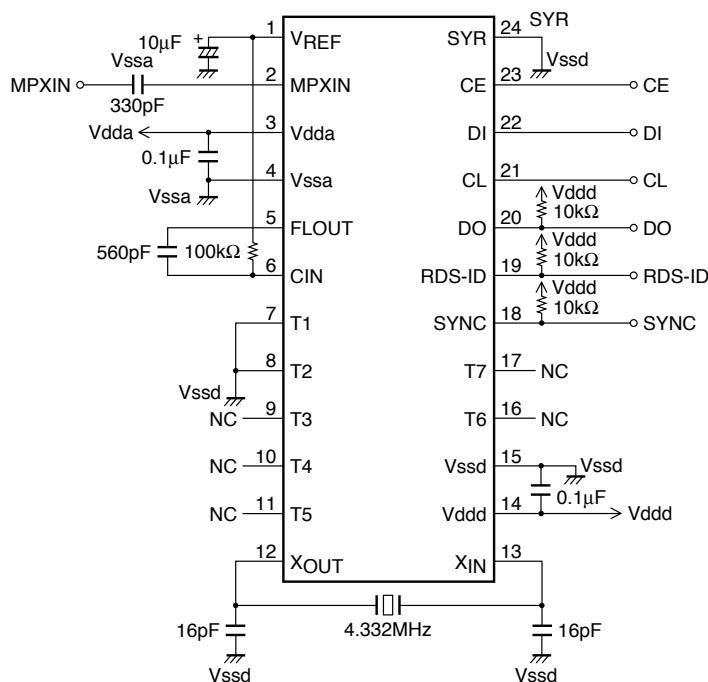 SYR
10µF +
1 VREF SYR 24
Vssa
Vssd
MPXIN 2 MPXIN CE 23 CE
330pF
Vdda 3 Vdda DI 22 DI
0.1µF
4 Vssa CL 21 CL
Vssa
Vddd
10kΩ
5 FLOUT DO 20 DO
560pF 100kΩ
Vddd
10kΩ
6 CIN RDS-ID 19 RDS-ID
Vddd
10kΩ
7 T1 SYNC 18 SYNC
8 T2 T7 17 NC
Vssd
NC 9 T3 T6 16 NC
NC 10 T4 Vssd 15 Vssd
0.1µF
NC 11 T5 Vddd 14 Vddd
12 XOUT XIN 13
16pF 4.332MHz 16pF
Vssd Vssd